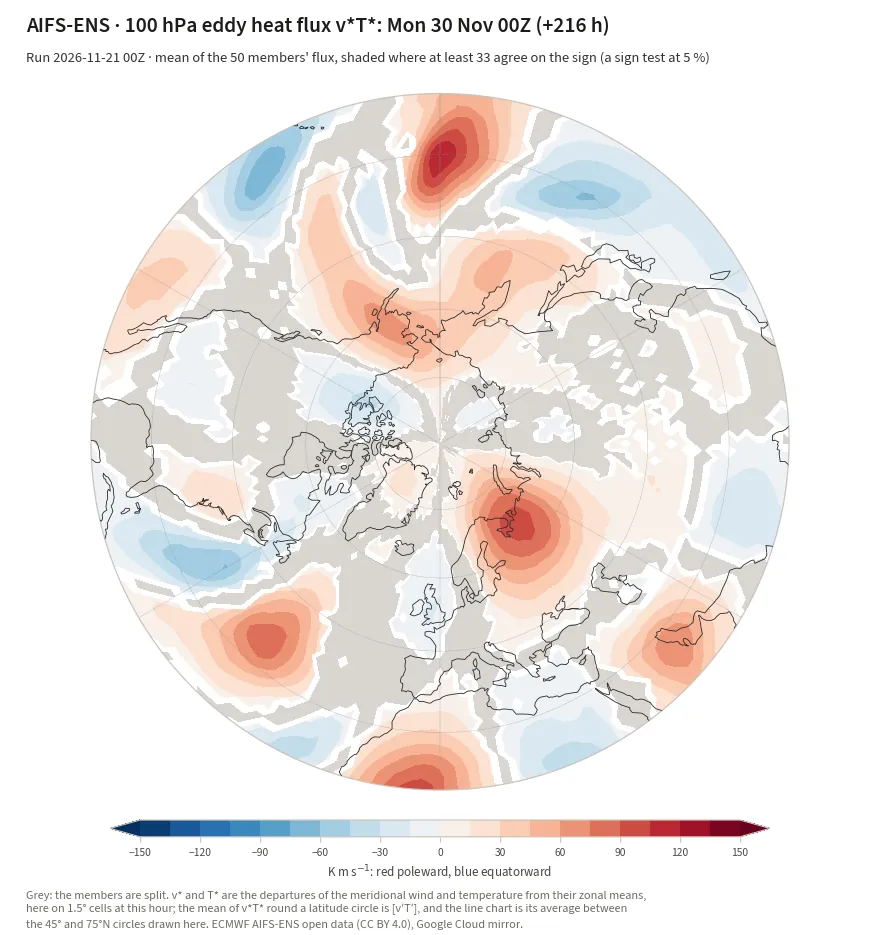 AIFS-ENS · 100 hPa eddy heat flux v*T*: Mon 30 Nov 00Z (+216 h)
Run 2026-11-21 00Z · mean of the 50 members' flux, shaded where at least 33 agree on the sign (a sign test at 5 %)
−150 −120 −90 −60 −30 0 30 60 90 120 150
K m s⁻¹: red poleward, blue equatorward
Grey: the members are split. v* and T* are the departures of the meridional wind and temperature from their zonal means,
here on 1.5° cells at this hour; the mean of v*T* round a latitude circle is [v'T'], and the line chart is its average between
the 45° and 75°N circles drawn here. ECMWF AIFS-ENS open data (CC BY 4.0), Google Cloud mirror.